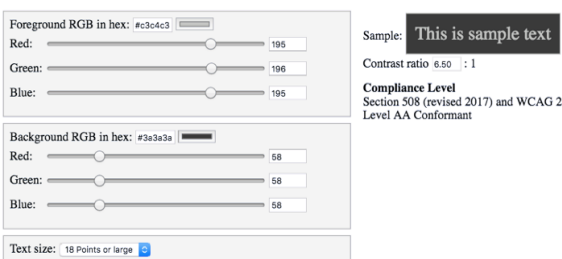 Foreground RGB in hex: #c3c4c3
Red: 195
Green: 196
Blue: 195
Background RGB in hex: #3a3a3a
Red: 58
Green: 58
Blue: 58
Text size: 18 Points or large
Sample: This is sample text
Contrast ratio 6.50 : 1
Compliance Level
Section 508 (revised 2017) and WCAG 2
Level AA Conformant